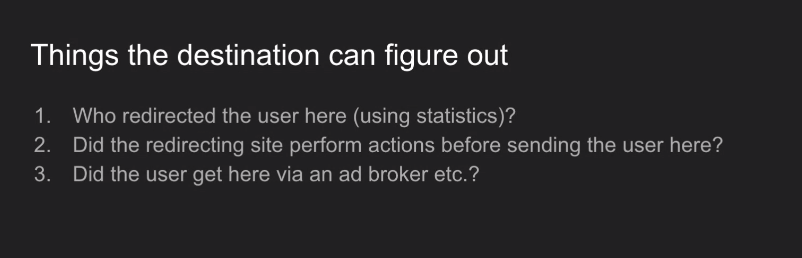 Things the destination can figure out
1. Who redirected the user here (using statistics)?
2. Did the redirecting site perform actions before sending the user here?
3. Did the user get here via an ad broker etc.?